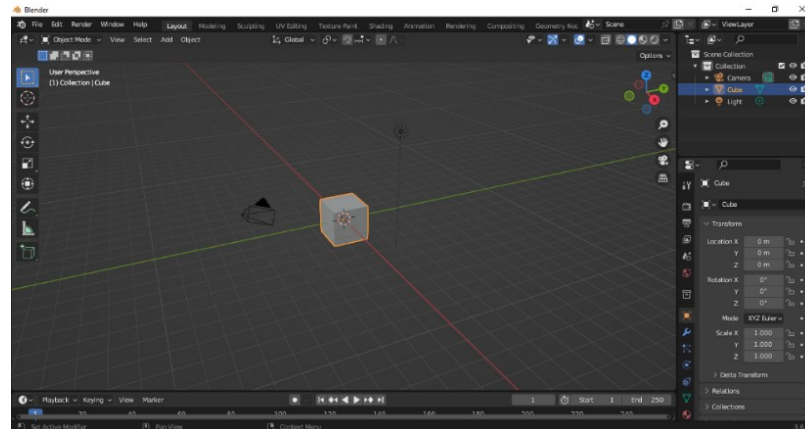 Blender
File Edit Render Window Help Layout Modeling Sculpting UV Editing Texture Paint Shading Animation Rendering Compositing Geometry Noc Scene ViewLayer
Object Mode View Select Add Object Global
Options
User Perspective
(1) Collection | Cube
Scene Collection
Collection
Camera
Cube
Light
Cube
Cube
Transform
Location X 0 m
Y 0 m
Z 0 m
Rotation X 0°
Y 0°
Z 0°
Mode XYZ Euler
Scale X 1.000
Y 1.000
Z 1.000
Delta Transform
Relations
Collections
Playback Keying View Marker 1 Start 1 End 250
Set Active Modifier Pan View Context Menu